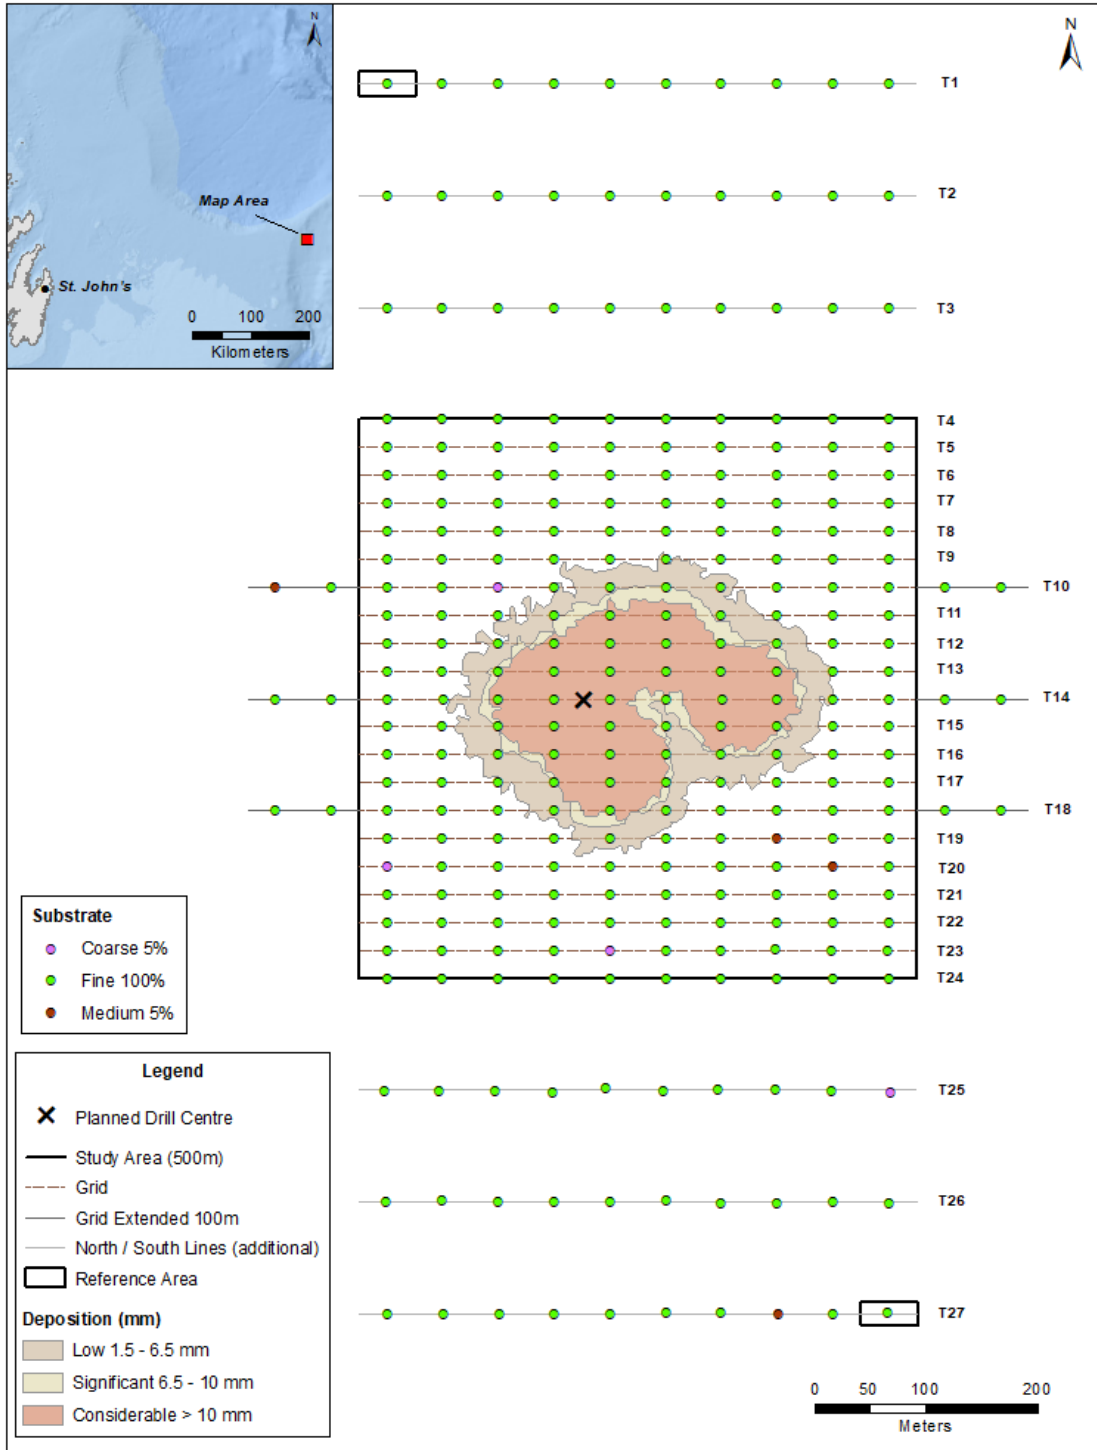 N
N
Map Area
St. John's
0 100 200
Kilometers
T1
T2
T3
T4
T5
T6
T7
T8
T9
T10
T11
T12
T13
T14
T15
T16
T17
T18
T19
T20
T21
T22
T23
T24
T25
T26
T27
Substrate
Coarse 5%
Fine 100%
Medium 5%
Legend
Planned Drill Centre
Study Area (500m)
Grid
Grid Extended 100m
North / South Lines (additional)
Reference Area
Deposition (mm)
Low 1.5 - 6.5 mm
Significant 6.5 - 10 mm
Considerable > 10 mm
0 50 100 200
Meters